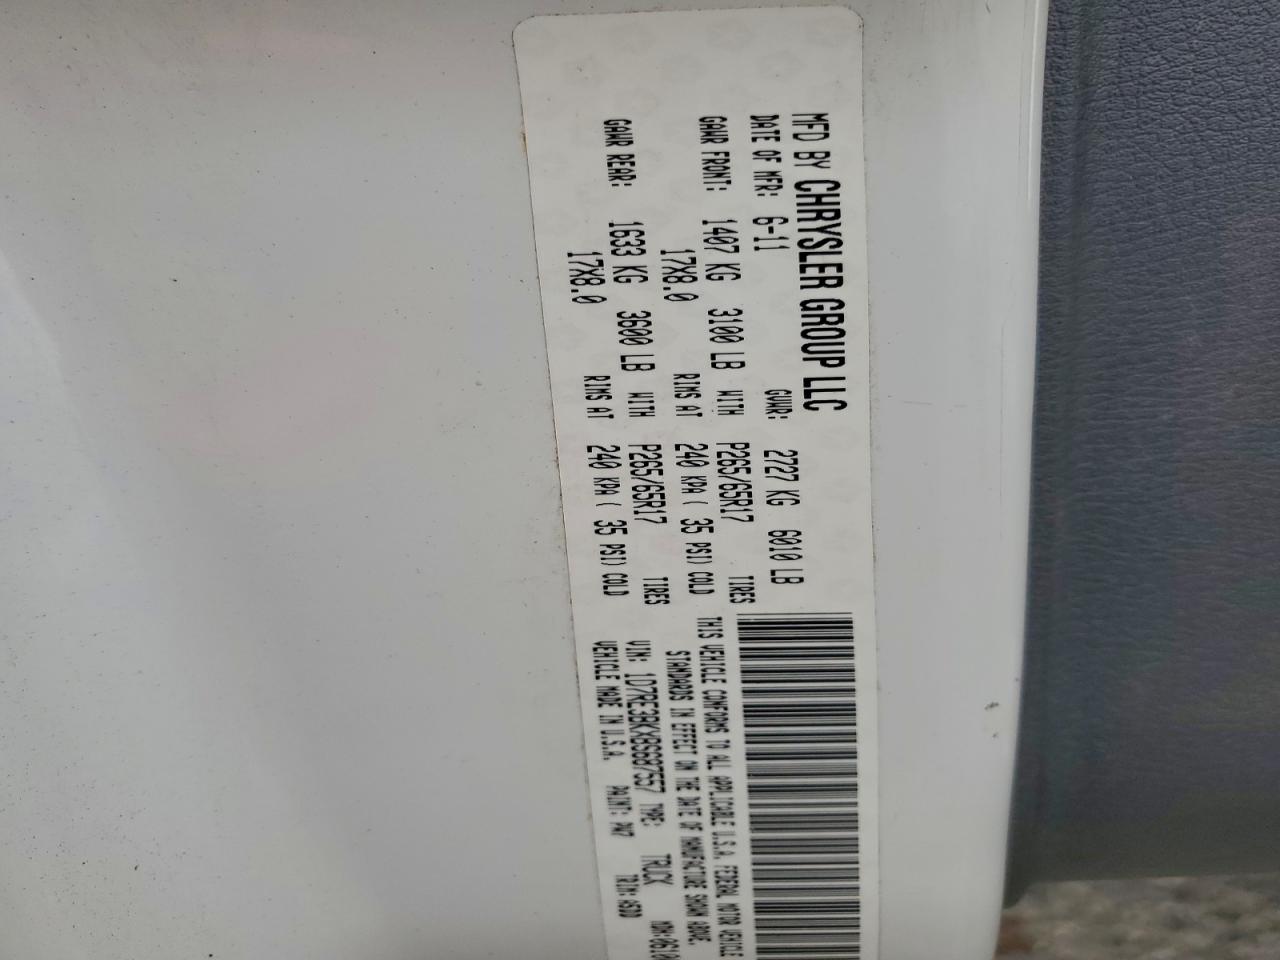 MFD BY CHRYSLER GROUP LLC
DATE OF MFR: 6-11 GVWR: 2727 KG 6010 LB
GAWR FRONT: 1407 KG 3100 LB WITH P265/65R17 TIRES
17X8.0 RIMS AT 240 KPA ( 35 PSI) COLD
GAWR REAR: 1633 KG 3600 LB WITH P265/65R17 TIRES
17X8.0 RIMS AT 240 KPA ( 35 PSI) COLD
THIS VEHICLE CONFORMS TO ALL APPLICABLE U.S.A. FEDERAL MOTOR VEHICLE
STANDARDS IN EFFECT ON THE DATE OF MANUFACTURE SHOWN ABOVE.
VIN: 1D7RE3BKXBS687557 TYPE: TRUCK
VEHICLE MADE IN U.S.A. PAINT: PW7 TRIM: